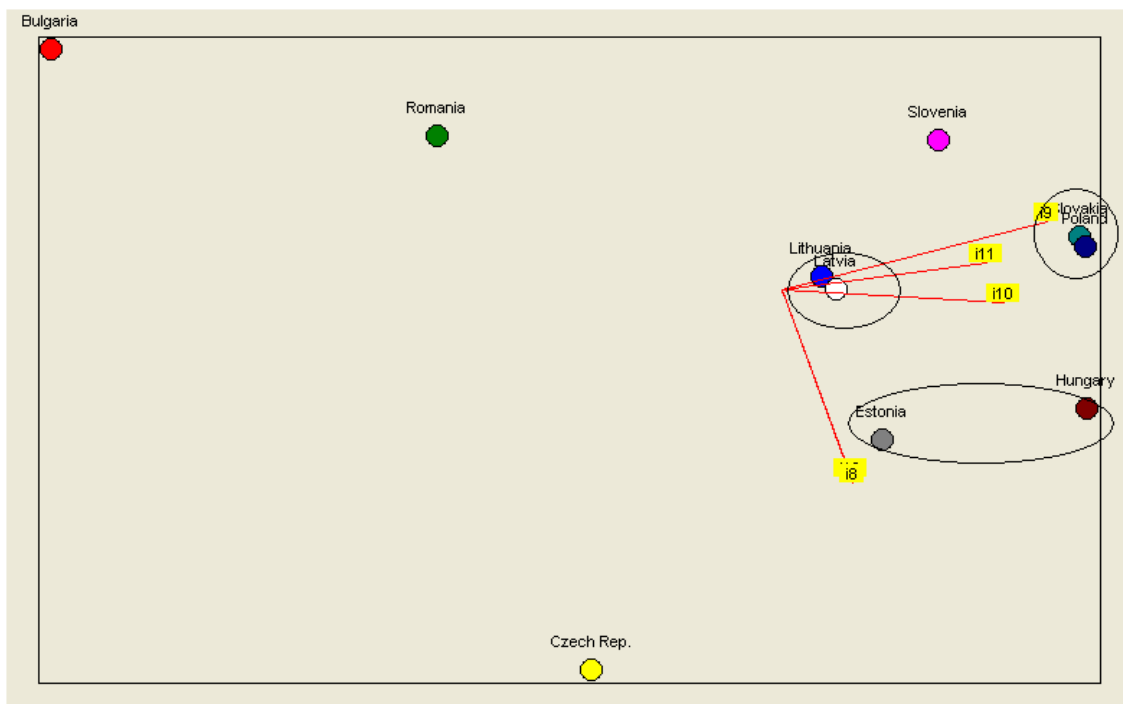 Bulgaria
Romania
Slovenia
i9
Slovakia
Poland
Lithuania
Latvia
i11
i10
Hungary
Estonia
i8
Czech Rep.